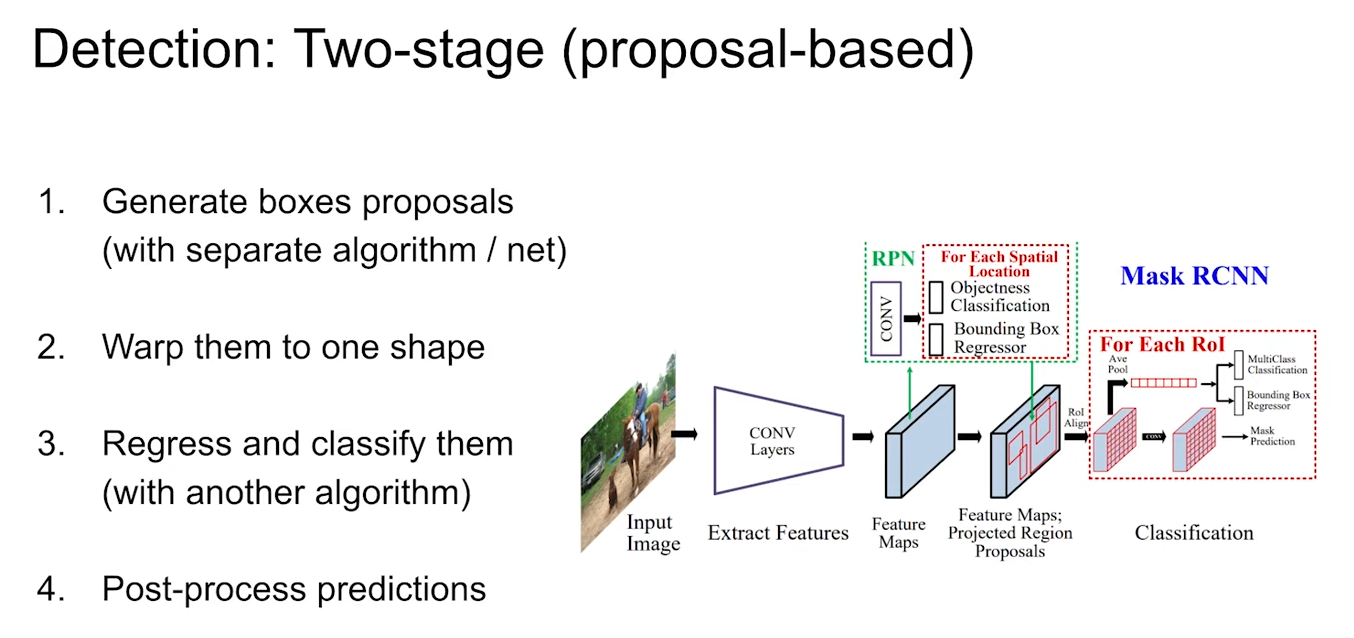 Detection: Two-stage (proposal-based)
1. Generate boxes proposals
(with separate algorithm / net)
2. Warp them to one shape
3. Regress and classify them
(with another algorithm)
4. Post-process predictions
RPN
For Each Spatial
Location
CONV
Objectness
Classification
Bounding Box
Regressor
Mask RCNN
For Each RoI
Ave
Pool
MultiClass
Classification
Bounding Box
Regressor
CONV
Layers
RoI
Align
CONV
Mask
Prediction
Input
Image
Extract Features
Feature
Maps
Feature Maps;
Projected Region
Proposals
Classification